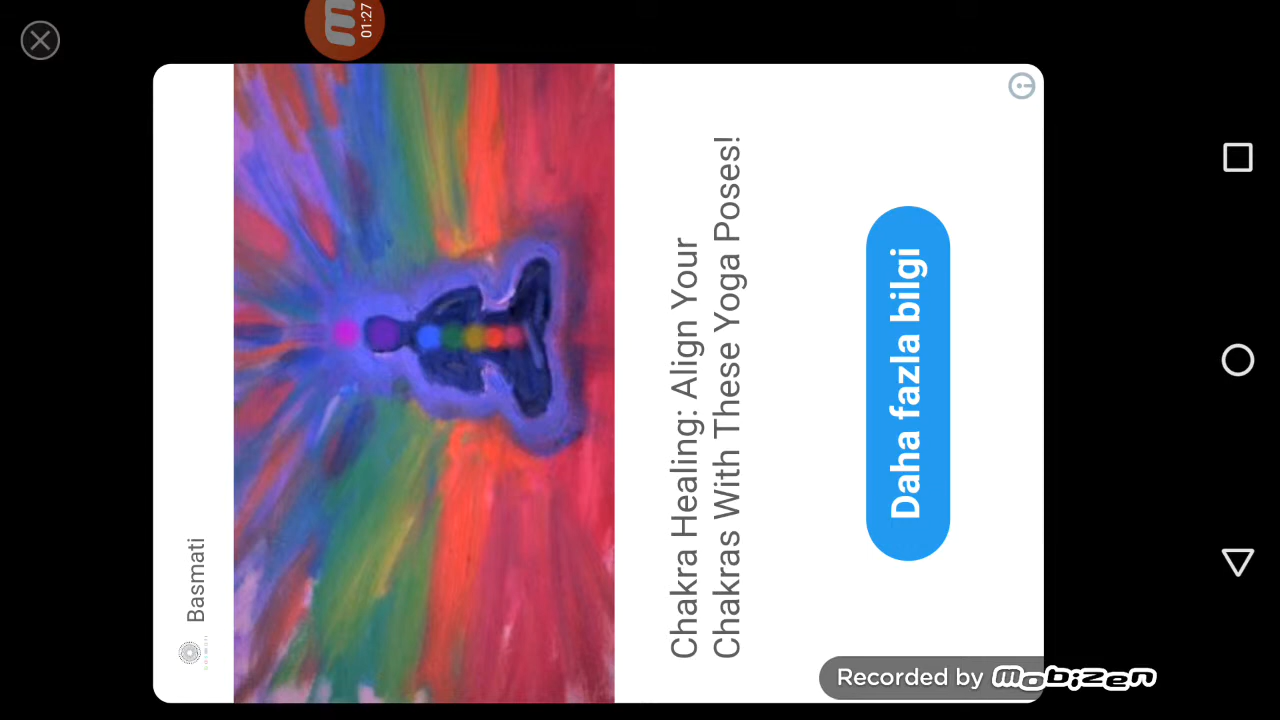 01:27
Basmati
Chakra Healing: Align Your
Chakras With These Yoga Poses!
Daha fazla bilgi
Recorded by mobizen